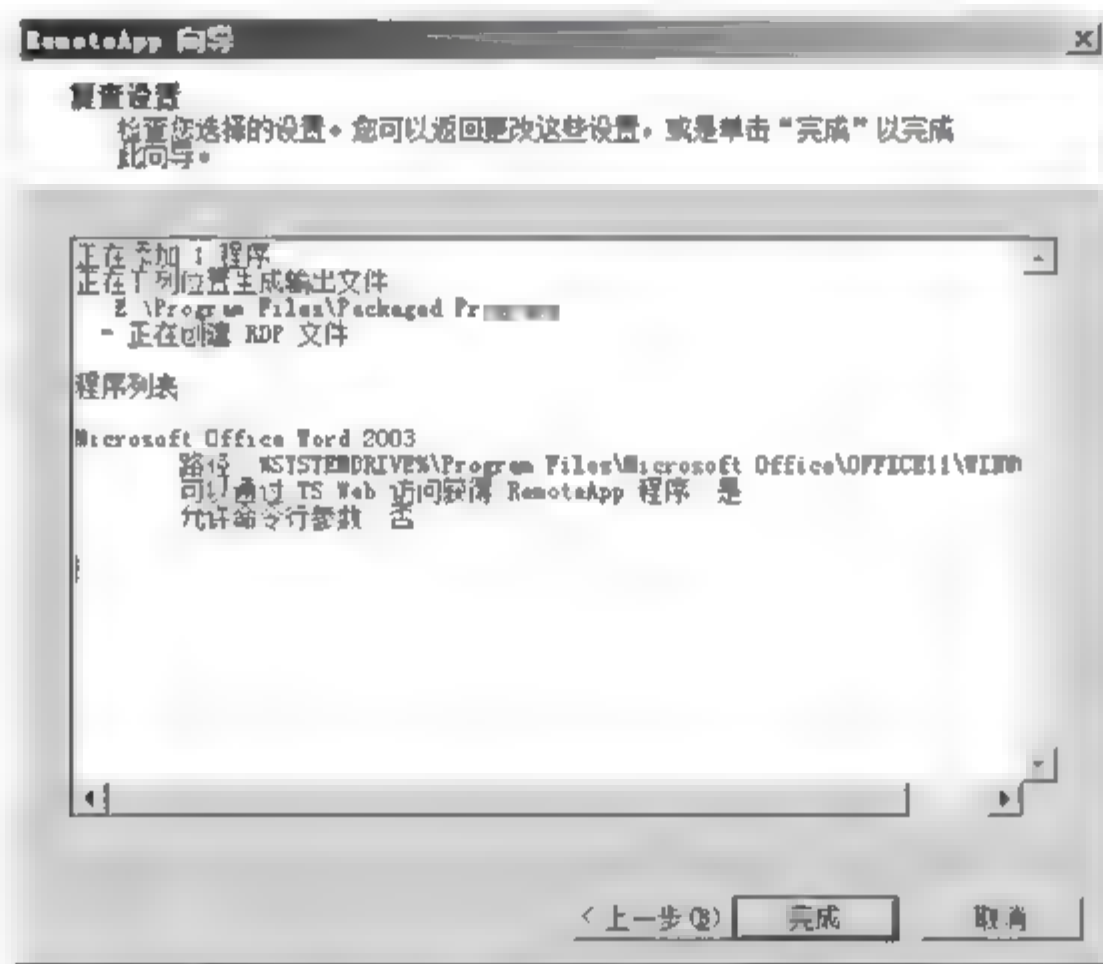 RemoteApp 向导
复查设置
检查您选择的设置。您可以返回更改这些设置，或是单击“完成”以完成
此向导。
正在添加 1 程序
正在下列位置生成输出文件
\Program Files\Packaged
- 正在创建 RDP 文件
程序列表
Microsoft Office Word 2003
路径 %SYSTEMDRIVE%\Program Files\Microsoft Office\OFFICE11\WINW
可以通过 TS Web 访问获得 RemoteApp 程序 是
允许命令行参数 否
< 上一步(B)
完成
取消